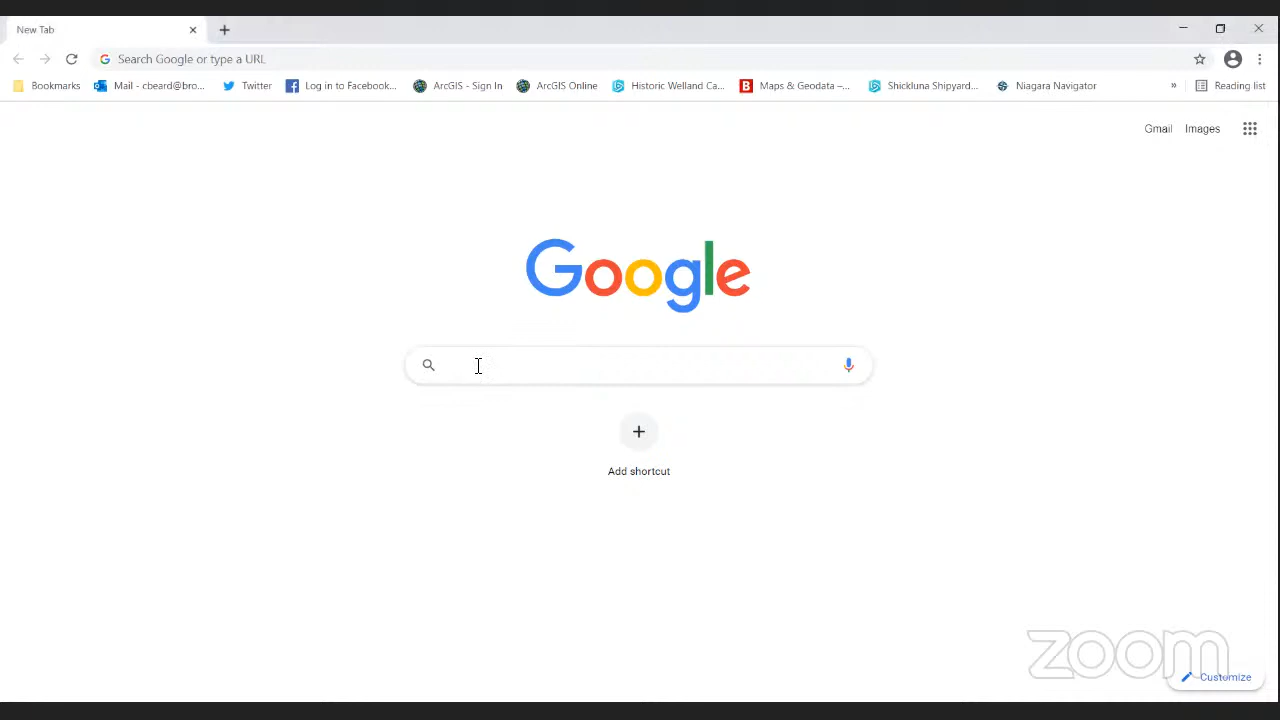 New Tab
Search Google or type a URL
Bookmarks Mail - cbeard@bro... Twitter Log in to Facebook... ArcGIS - Sign In ArcGIS Online Historic Welland Ca... Maps & Geodata –... Shickluna Shipyard... Niagara Navigator » Reading list
Gmail Images
Google
Add shortcut
zoom
Customize